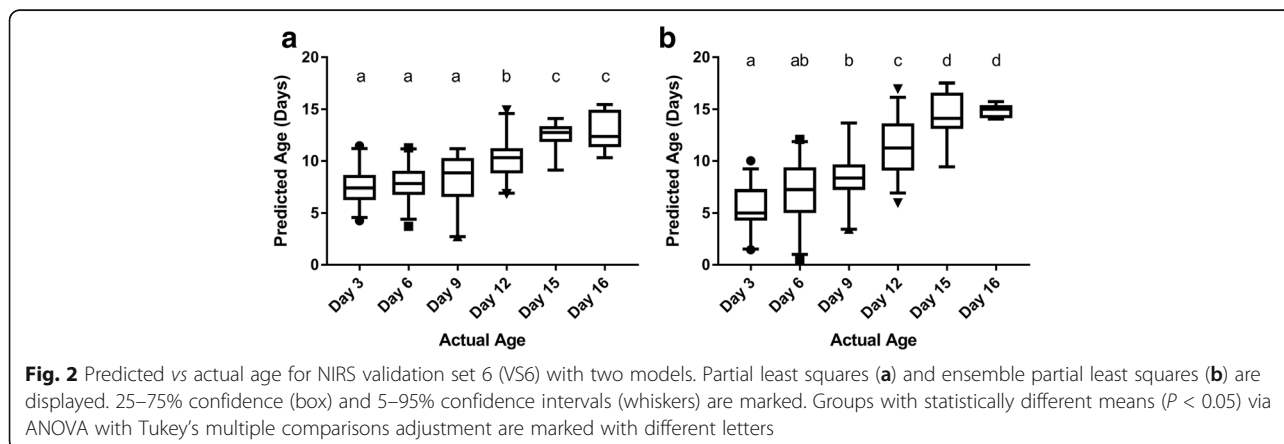 a
20
15
10
5
0
Predicted Age (Days)
a a a b c c
Day 3 Day 6 Day 9 Day 12 Day 15 Day 16
Actual Age
b
20
15
10
5
0
Predicted Age (Days)
a ab b c d d
Day 3 Day 6 Day 9 Day 12 Day 15 Day 16
Actual Age
Fig. 2 Predicted vs actual age for NIRS validation set 6 (VS6) with two models. Partial least squares (a) and ensemble partial least squares (b) are
displayed. 25–75% confidence (box) and 5–95% confidence intervals (whiskers) are marked. Groups with statistically different means (P < 0.05) via
ANOVA with Tukey's multiple comparisons adjustment are marked with different letters